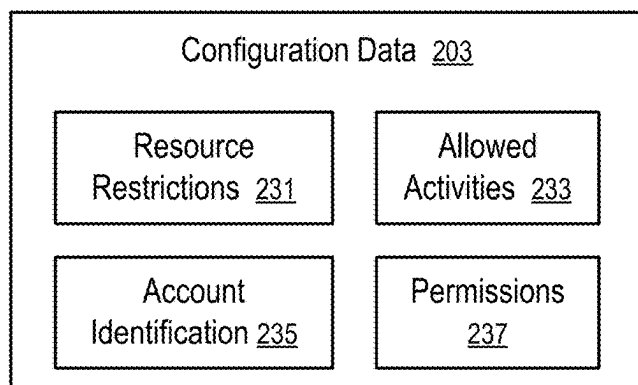 Configuration Data 203
Resource
Restrictions 231
Allowed
Activities 233
Account
Identification 235
Permissions
237